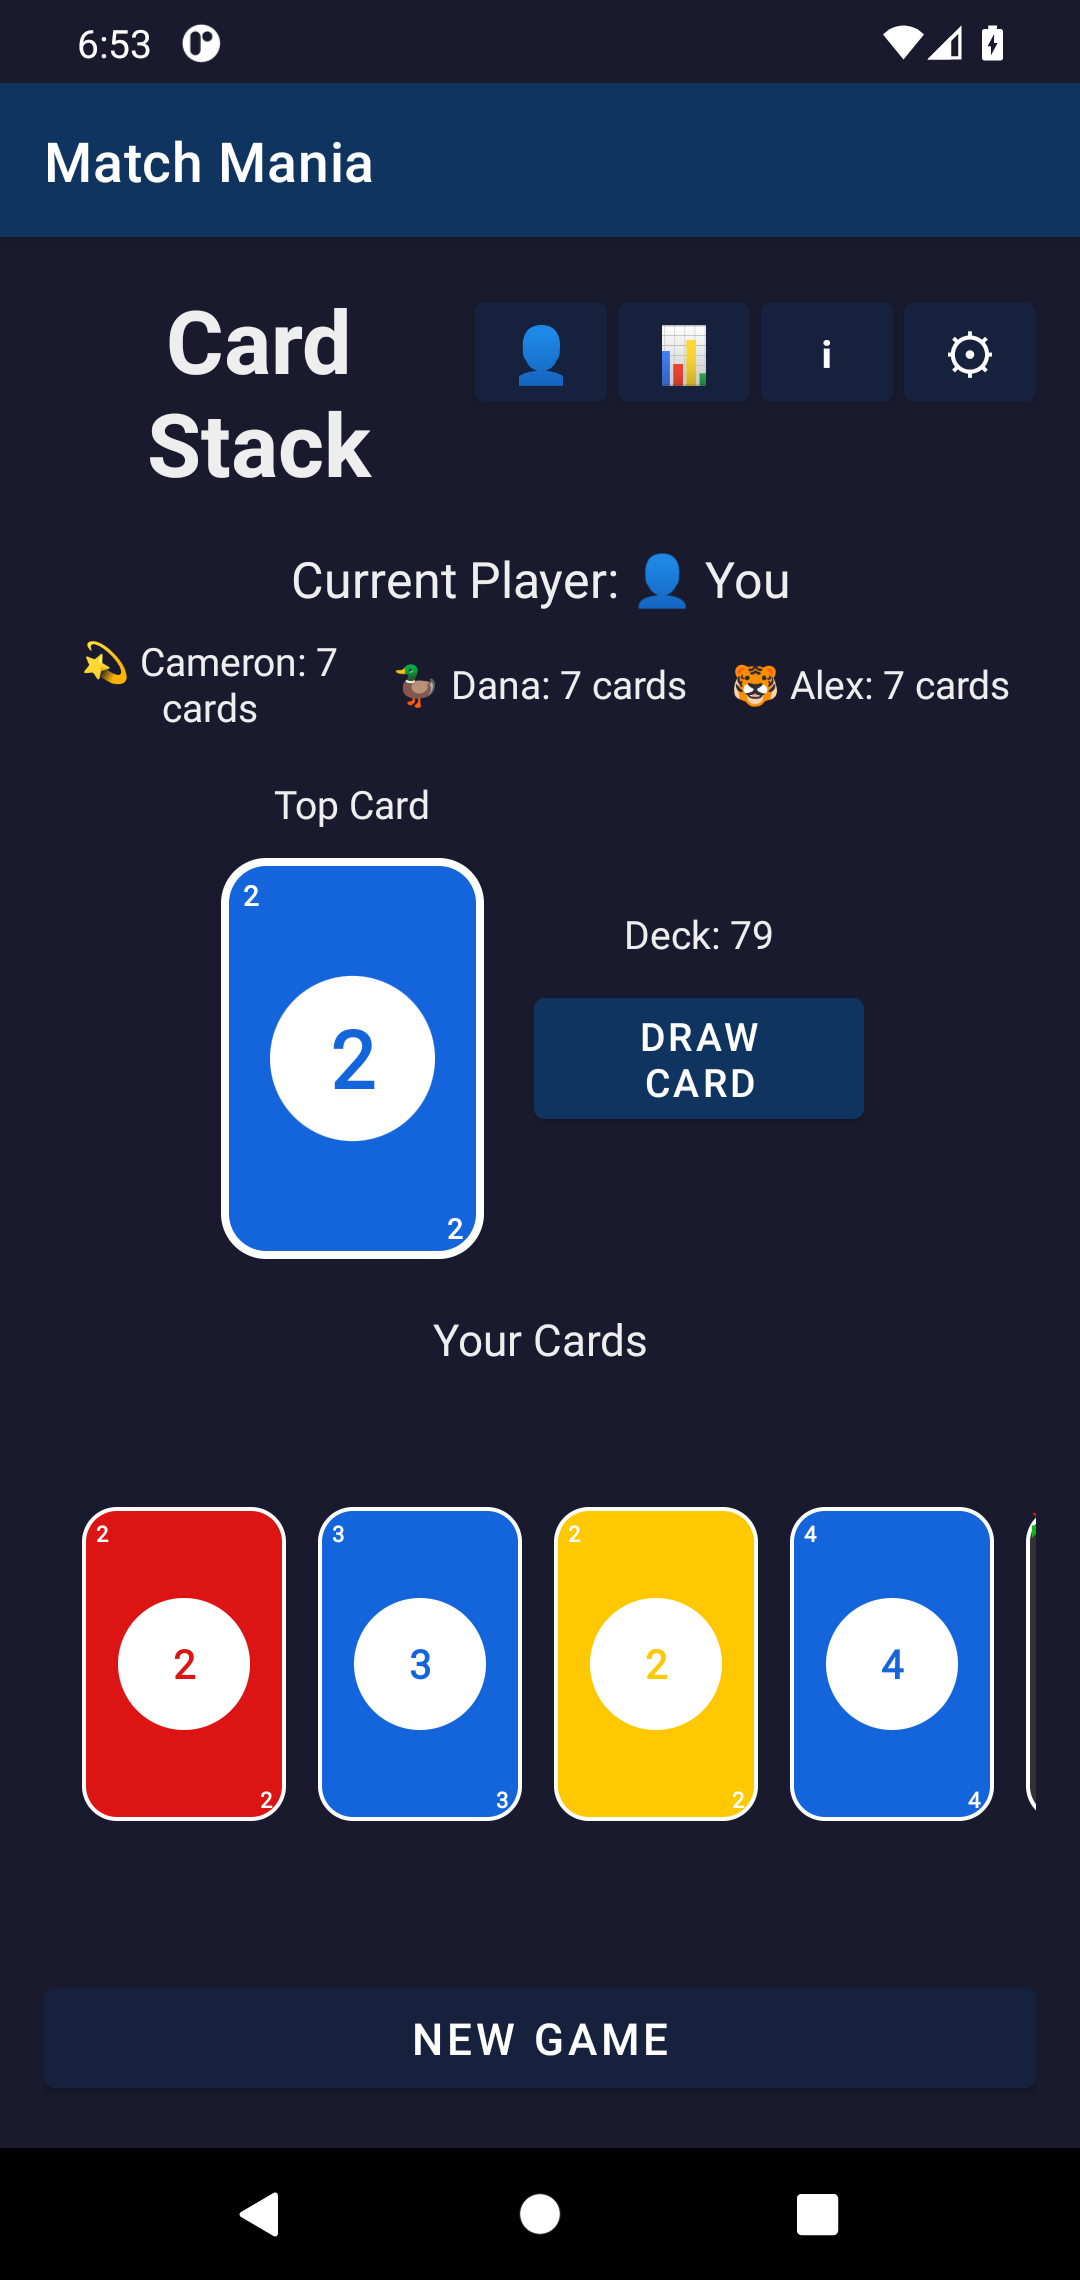 6:53
Match Mania
Card
Stack
i
Current Player: 👤 You
💫 Cameron: 7
cards
🦆 Dana: 7 cards
🐯 Alex: 7 cards
Top Card
2
2
2
Deck: 79
DRAW
CARD
Your Cards
2
3
2
4
2
3
2
4
2
3
2
4
NEW GAME